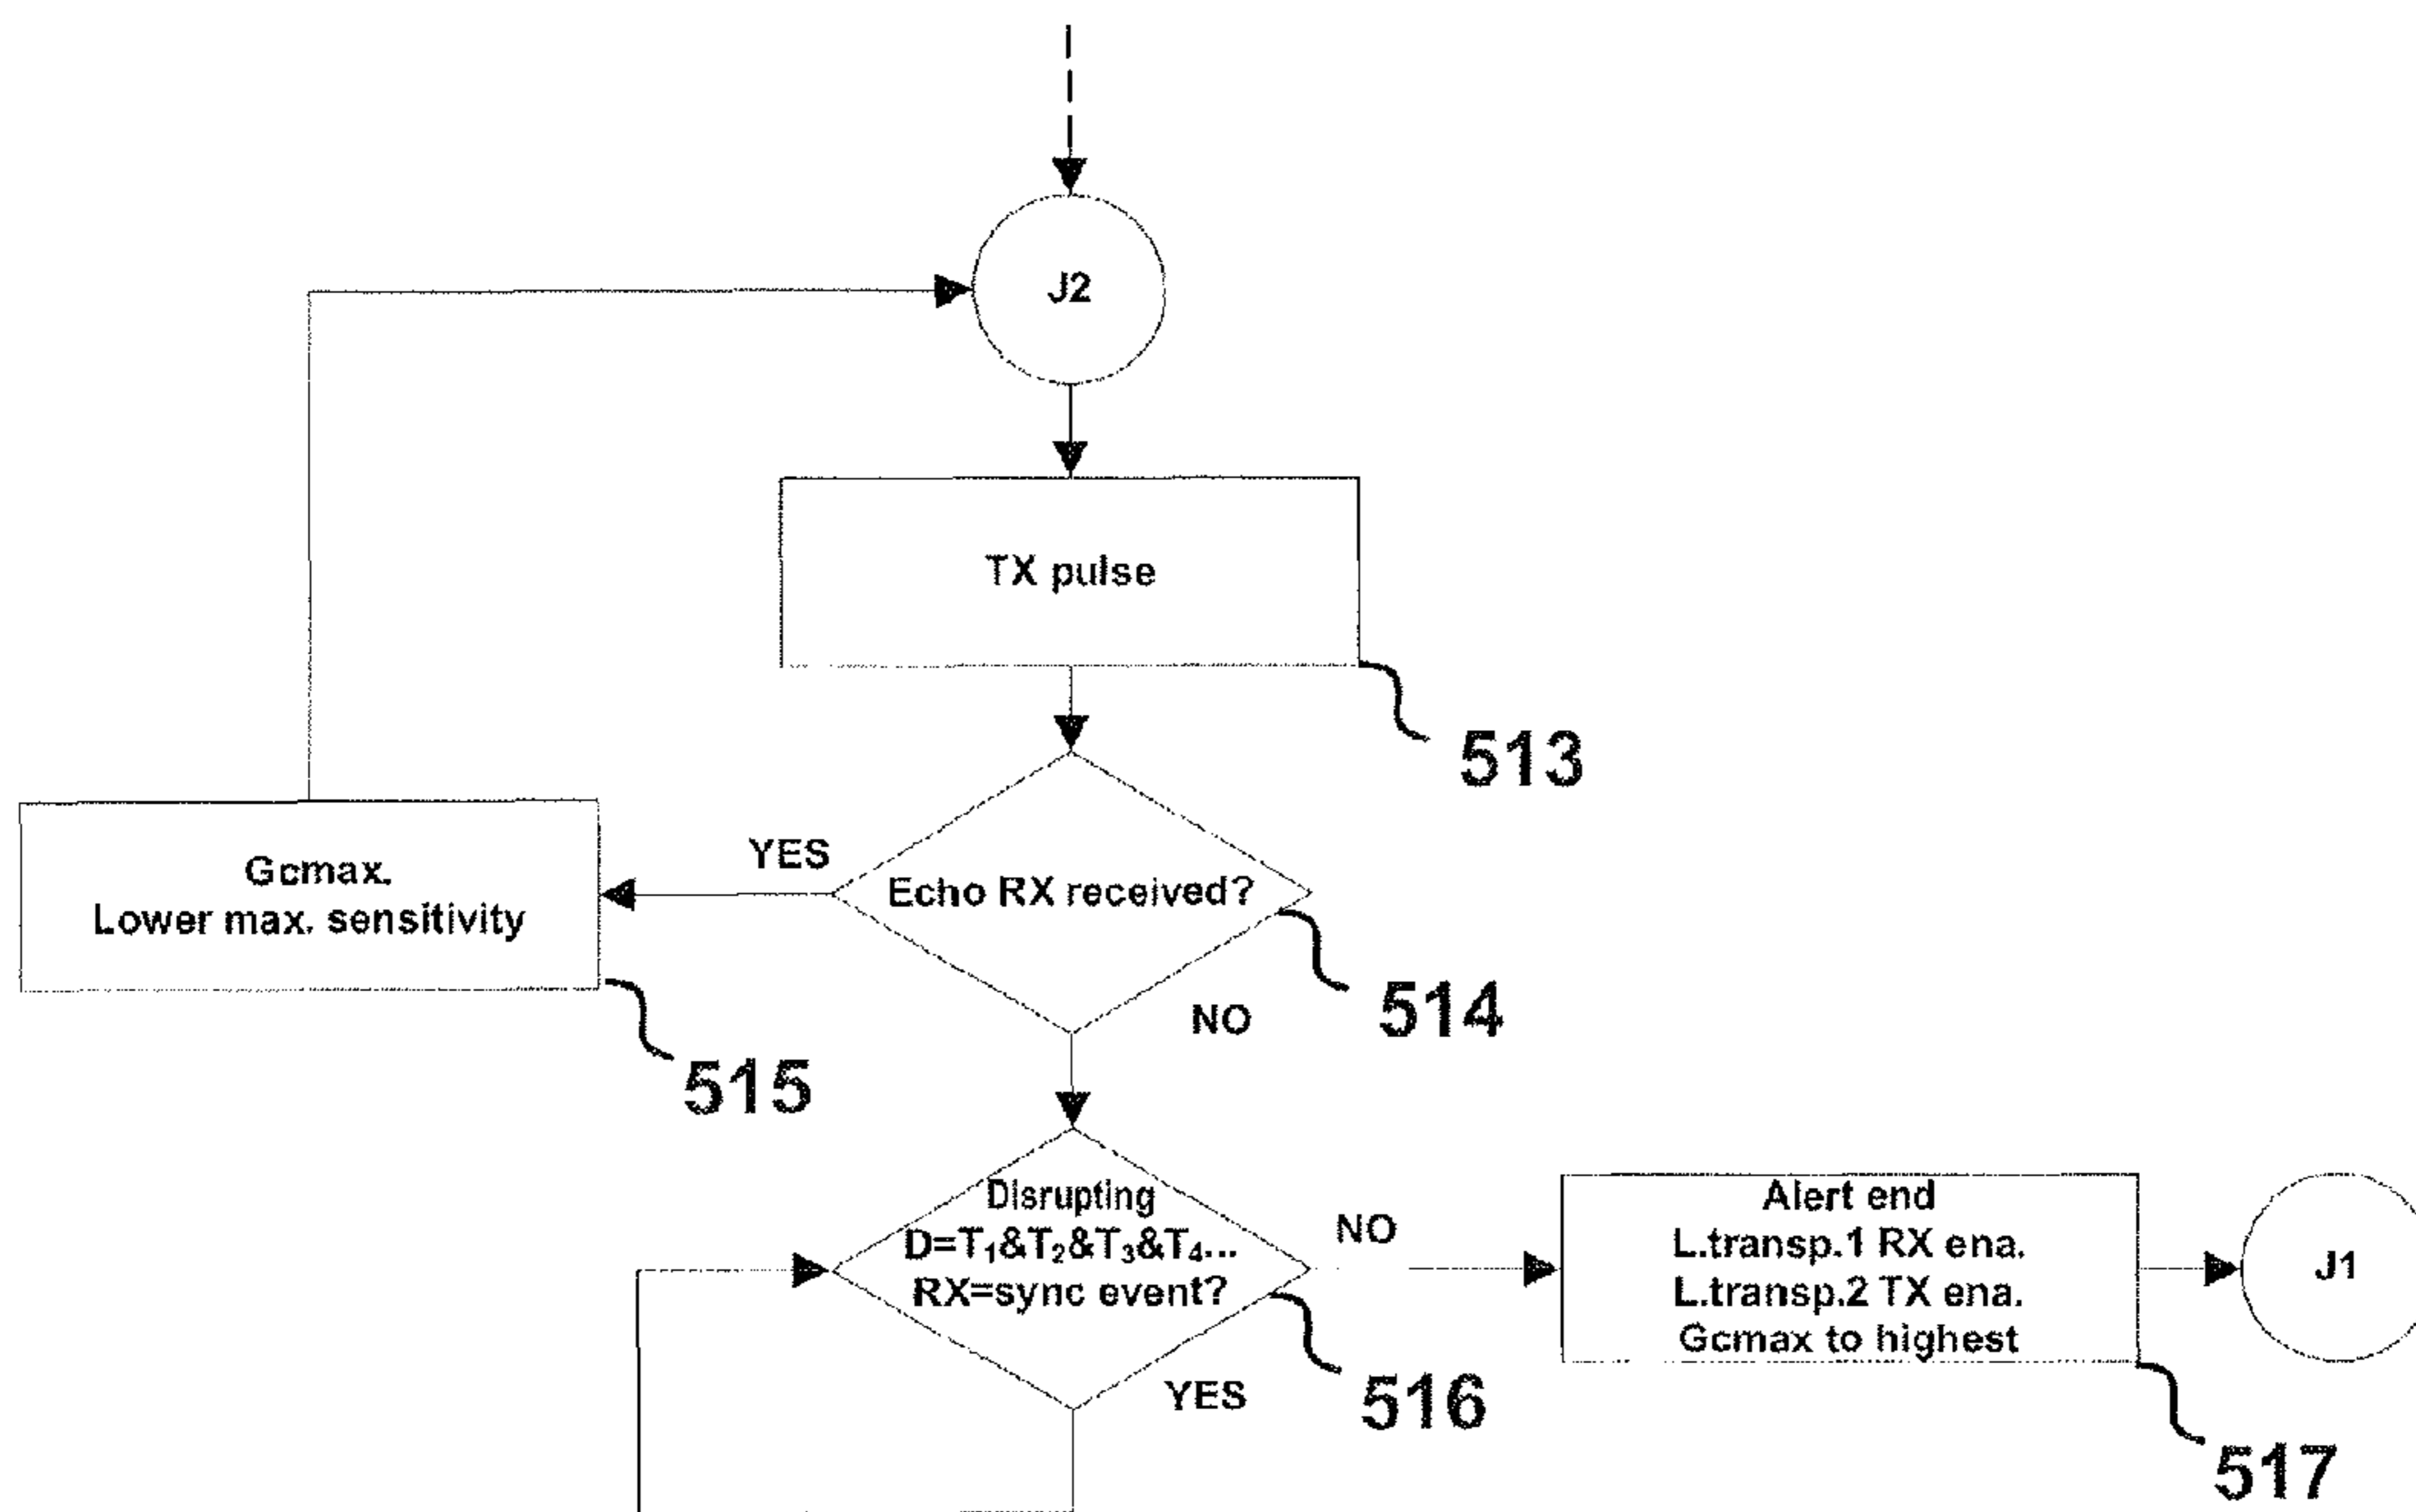 J2
TX pulse
513
YES
Echo RX received?
Gcmax.
Lower max. sensitivity
514
NO
515
Disrupting
D=T₁&T₂&T₃&T₄...
RX=sync event?
NO
Alert end
L.transp.1 RX ena.
L.transp.2 TX ena.
Gcmax to highest
J1
YES
516
517